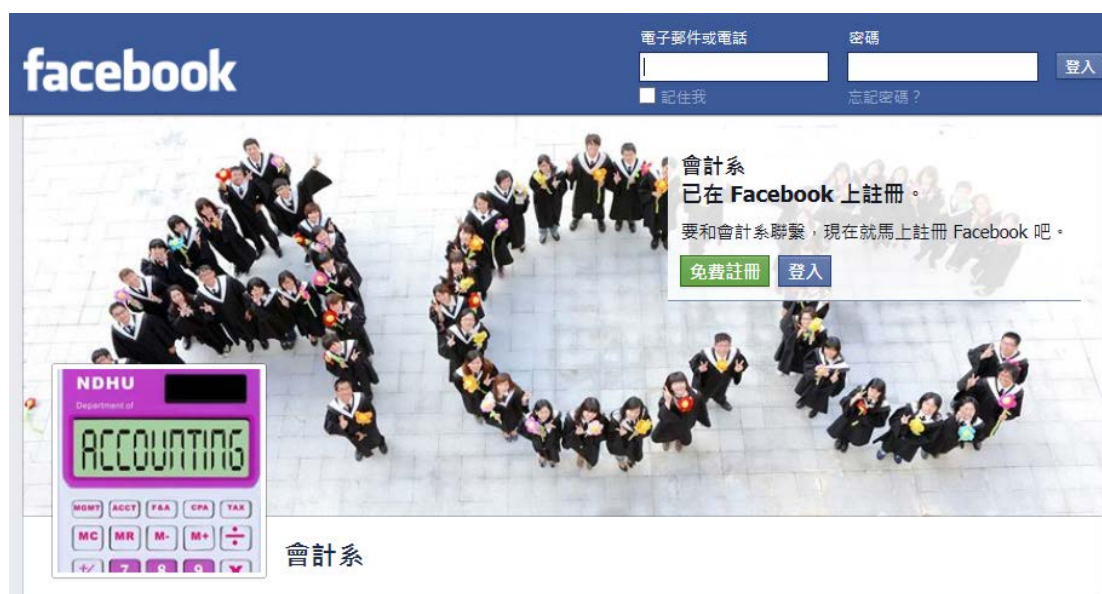 facebook
電子郵件或電話
密碼
登入
記住我
忘記密碼？
會計系
已在 Facebook 上註冊。
要和會計系聯繫，現在就馬上註冊 Facebook 吧。
免費註冊 登入
NDHU
Department of
ACCOUNTING
MGMT ACCT F&A CPA TAX
MC MR M- M+ ÷
+/- 7 8 9 X
會計系